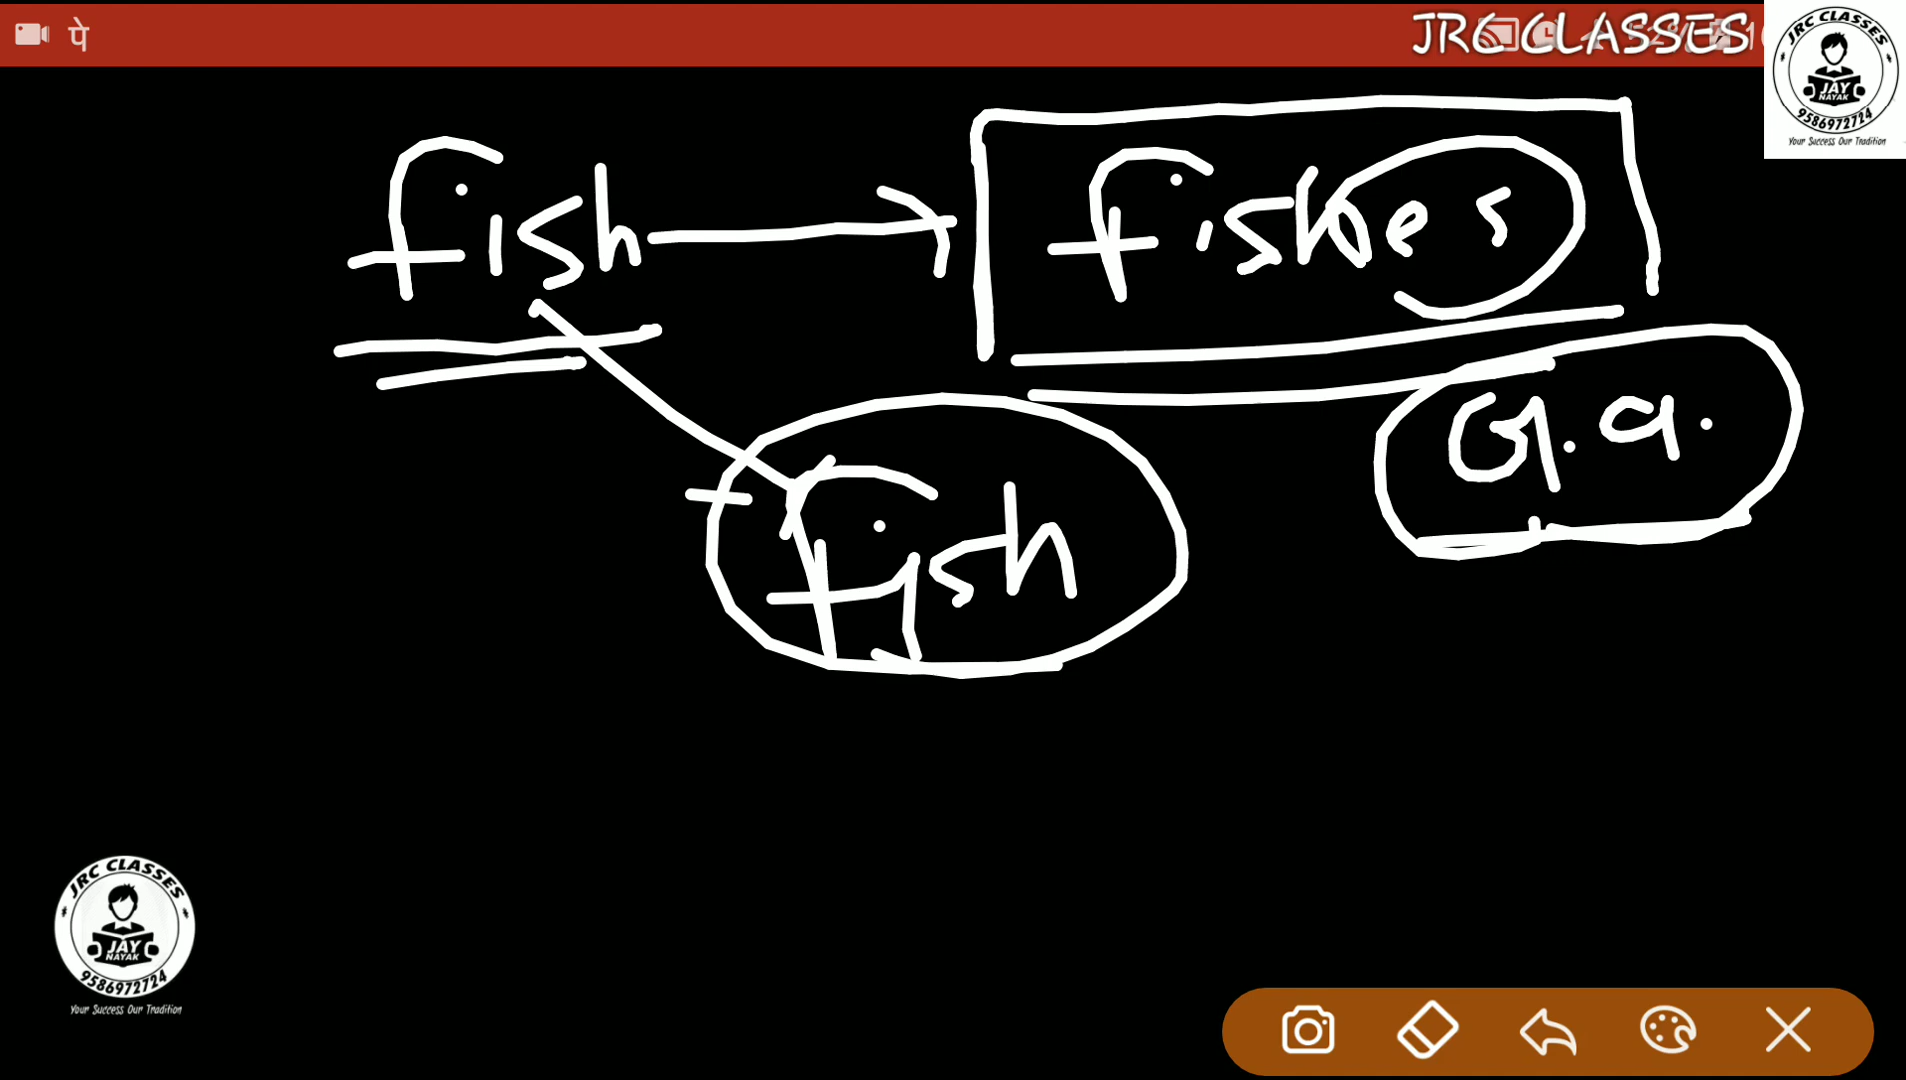 पे JRC CLASSES
JRC CLASSES
JAY
NAYAK
9586972724
Your Success Our Tradition
fish → fishes
બ.વ.
fish
JRC CLASSES
JAY
NAYAK
9586972724
Your Success Our Tradition